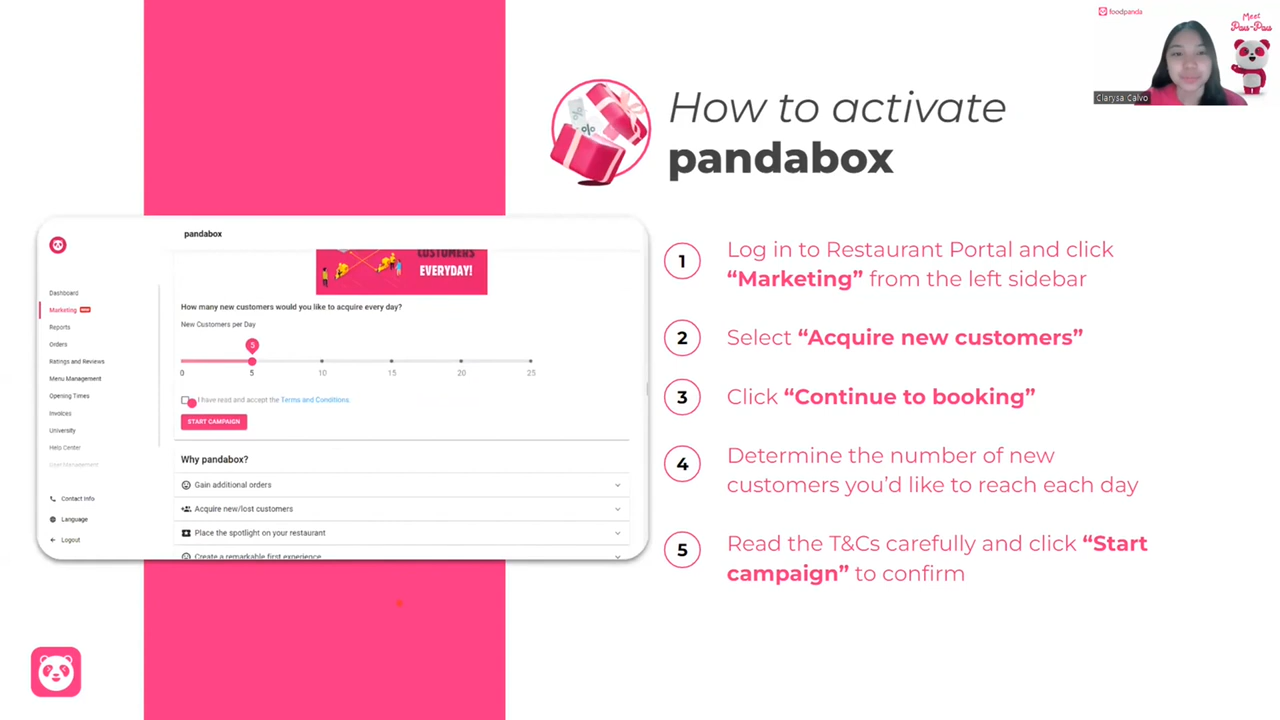 foodpanda
Meet
Pau-Pau
Clarysa Calvo
How to activate
pandabox
pandabox
CUSTOMERS
EVERYDAY!
How many new customers would you like to acquire every day?
New Customers per Day
5
0 5 10 15 20 25
I have read and accept the Terms and Conditions.
START CAMPAIGN
Why pandabox?
Gain additional orders
Acquire new/lost customers
Place the spotlight on your restaurant
Create a remarkable first experience
Dashboard
Marketing
Reports
Orders
Ratings and Reviews
Menu Management
Opening Times
Invoices
University
Help Center
User Management
Contact Info
Language
Logout
1 Log in to Restaurant Portal and click
“Marketing” from the left sidebar
2 Select “Acquire new customers”
3 Click “Continue to booking”
4 Determine the number of new
customers you’d like to reach each day
5 Read the T&Cs carefully and click “Start
campaign” to confirm